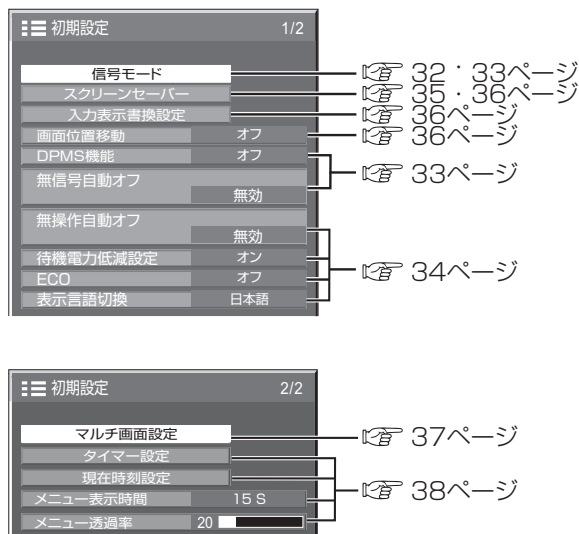 初期設定 1/2
信号モード
スクリーンセーバー
入力表示書換設定
画面位置移動 オフ
DPMS機能 オフ
無信号自動オフ
無効
無操作自動オフ
無効
待機電力低減設定 オン
ECO オフ
表示言語切換 日本語
32・33ページ
35・36ページ
36ページ
36ページ
33ページ
34ページ
初期設定 2/2
マルチ画面設定
タイマー設定
現在時刻設定
メニュー表示時間 15 S
メニュー透過率 20
37ページ
38ページ